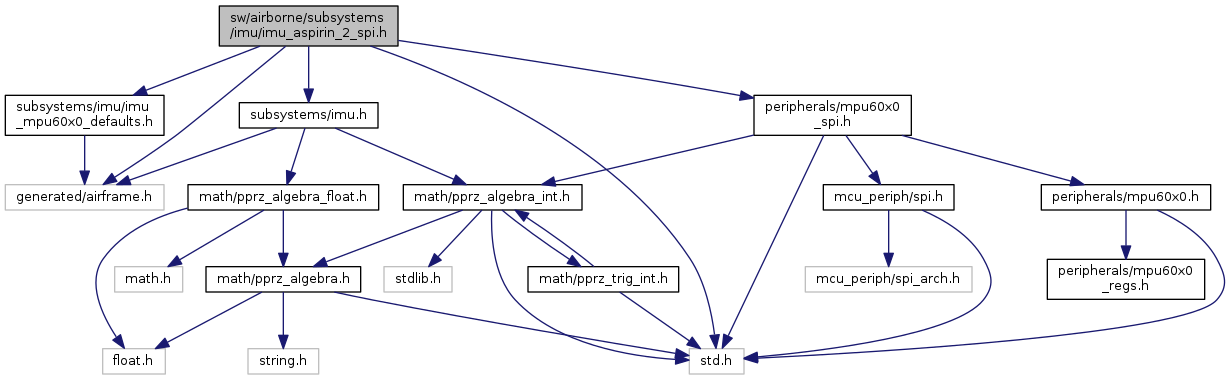 sw/airborne/subsystems
/imu/imu_aspirin_2_spi.h
subsystems/imu/imu
_mpu60x0_defaults.h
subsystems/imu.h
peripherals/mpu60x0
_spi.h
generated/airframe.h
math/pprz_algebra_float.h
math/pprz_algebra_int.h
mcu_periph/spi.h
peripherals/mpu60x0.h
math.h
math/pprz_algebra.h
stdlib.h
math/pprz_trig_int.h
mcu_periph/spi_arch.h
peripherals/mpu60x0
_regs.h
float.h
string.h
std.h